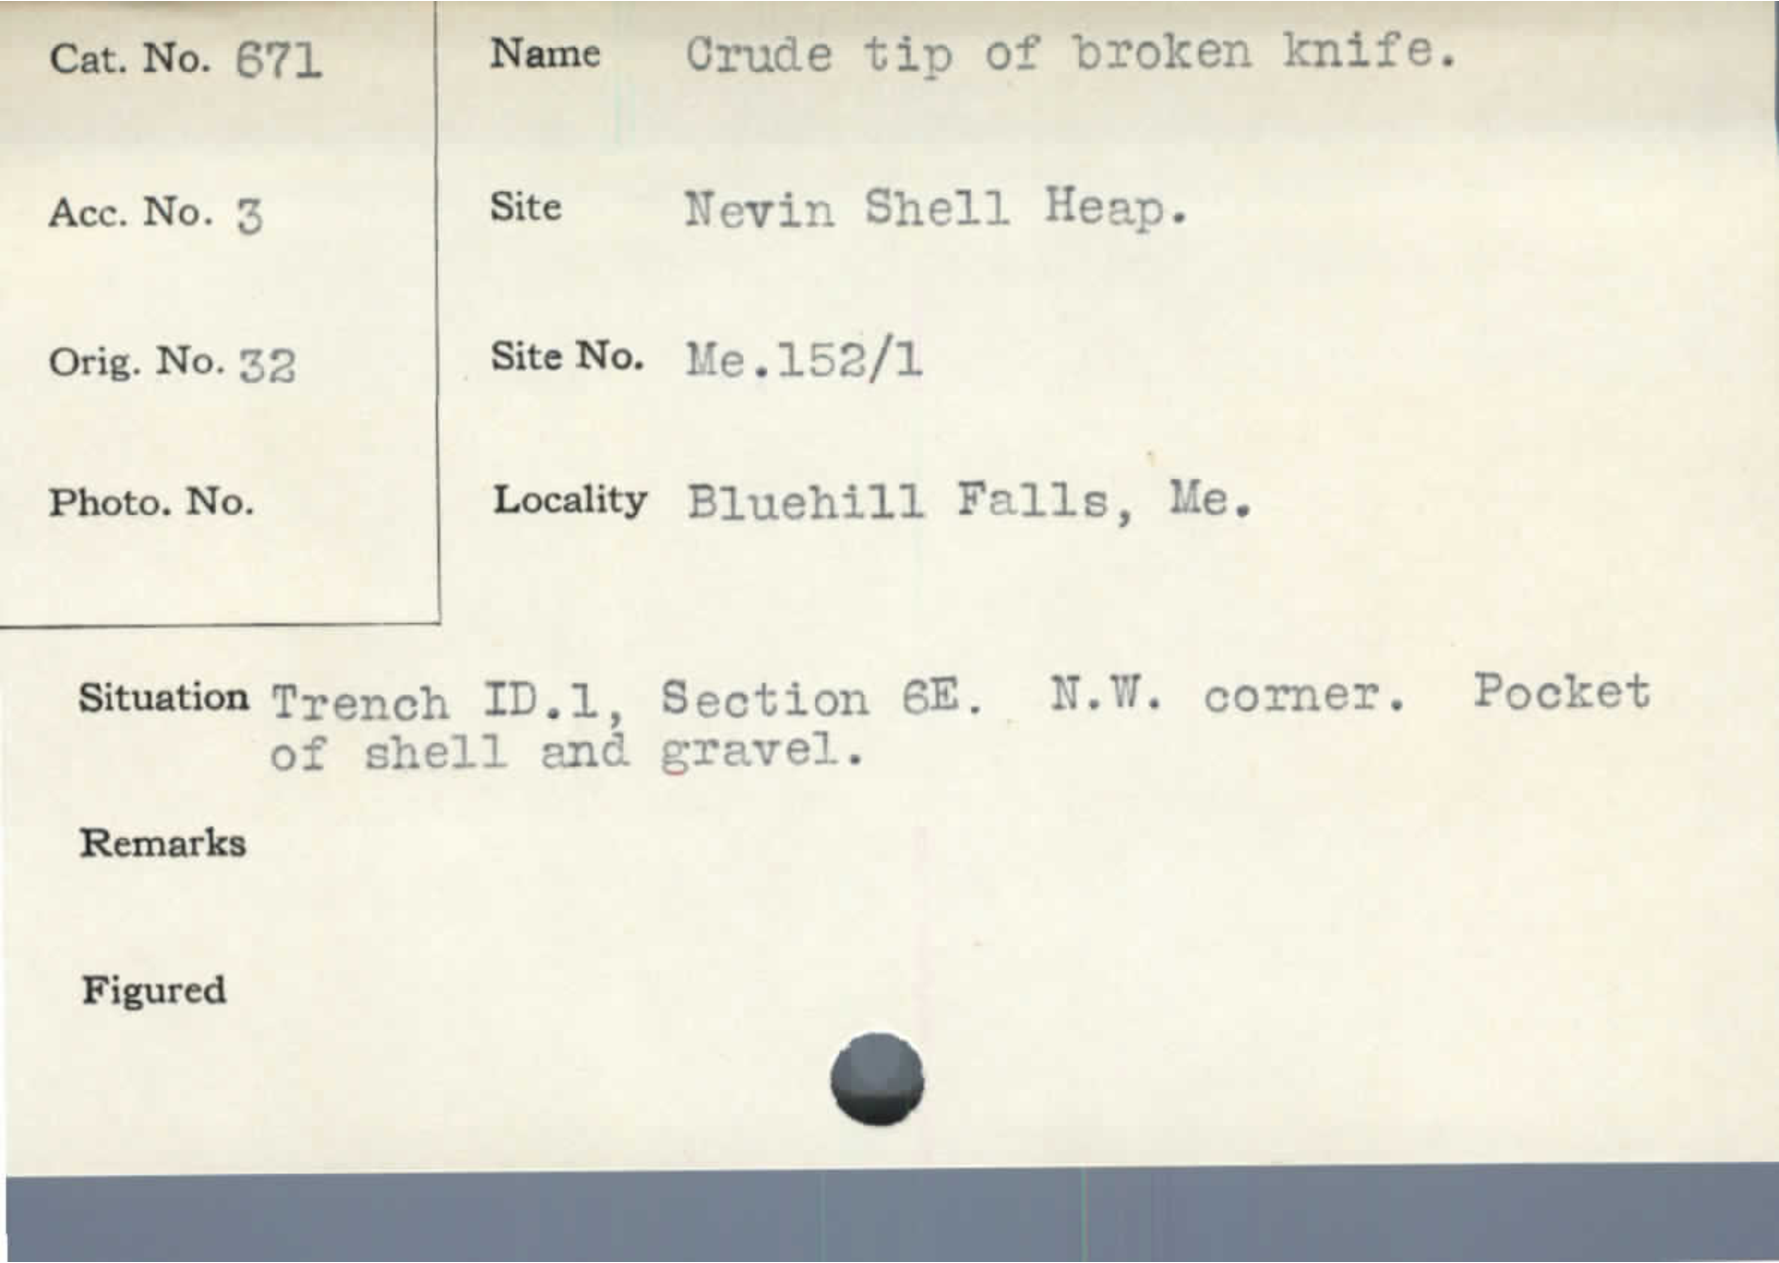 Cat. No. 671
Name Crude tip of broken knife.
Acc. No. 3
Site Nevin Shell Heap.
Orig. No. 32
Site No. Me.152/1
Photo. No.
Locality Bluehill Falls, Me.
Situation Trench ID.1, Section 6E. N.W. corner. Pocket
of shell and gravel.
Remarks
Figured